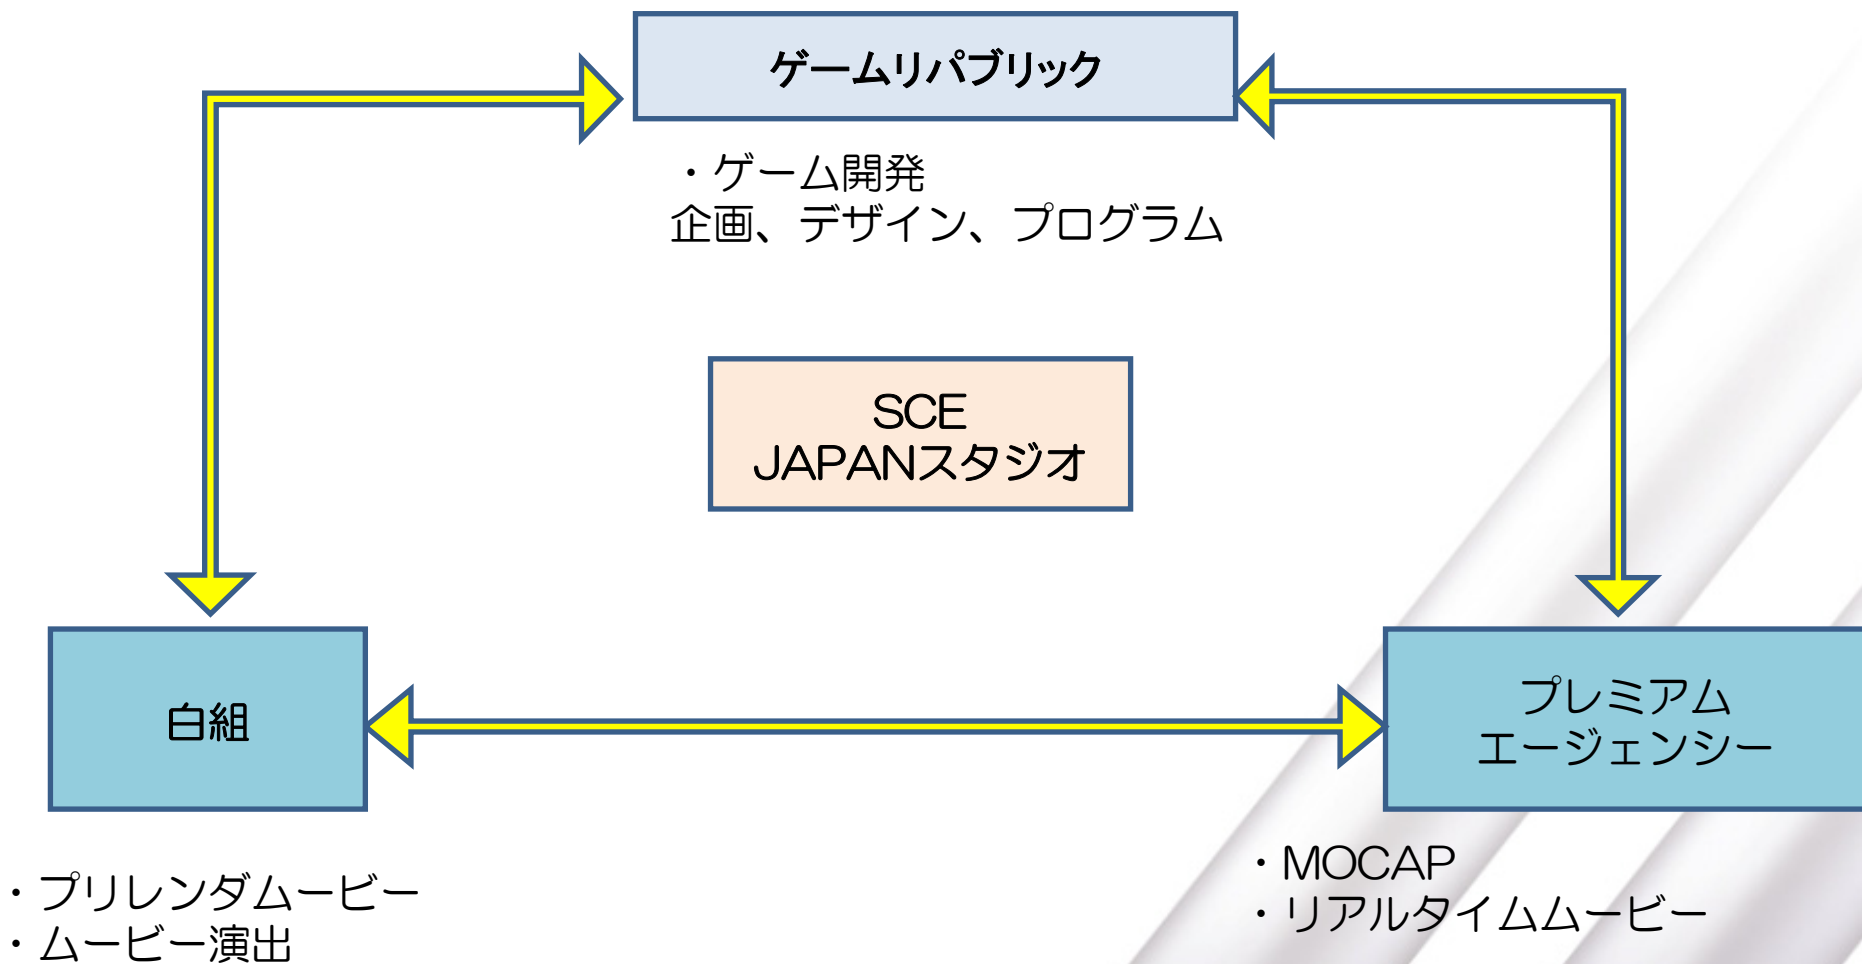 ゲームリパブリック
・ゲーム開発
企画、デザイン、プログラム
SCE
JAPANスタジオ
白組
プレミアム
エージェンシー
・プリレンダムービー
・ムービー演出
・MOCAP
・リアルタイムムービー